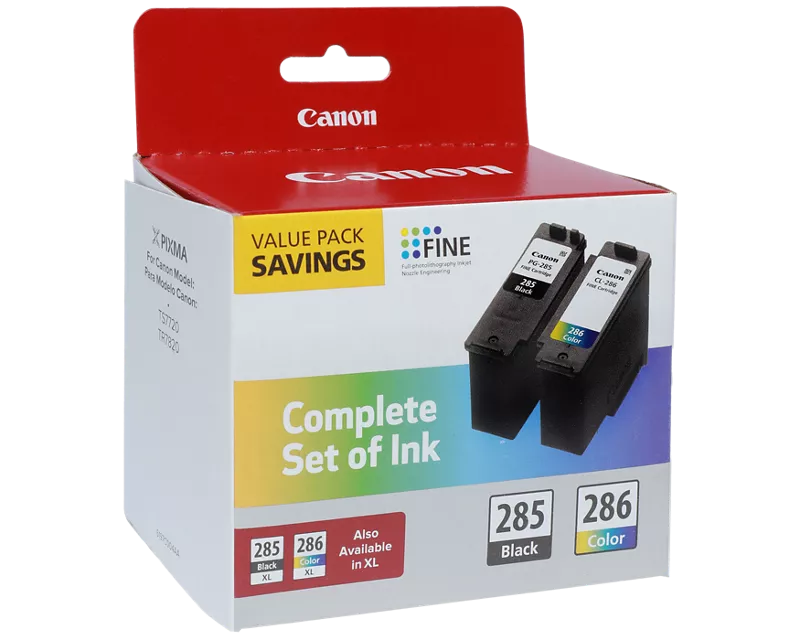 Canon
Canon
VALUE PACK
SAVINGS
FINE
Full-photolithography Inkjet
Nozzle Engineering
Canon
PG-285
FINE Cartridge
285
Black
Canon
CL-286
FINE Cartridge
286
Color
PIXMA
For Canon Model:
Para Modelo Canon:
TS7720
TR7820
Complete
Set of Ink
285
Black
XL
286
Color
XL
Also
Available
in XL
285
Black
286
Color